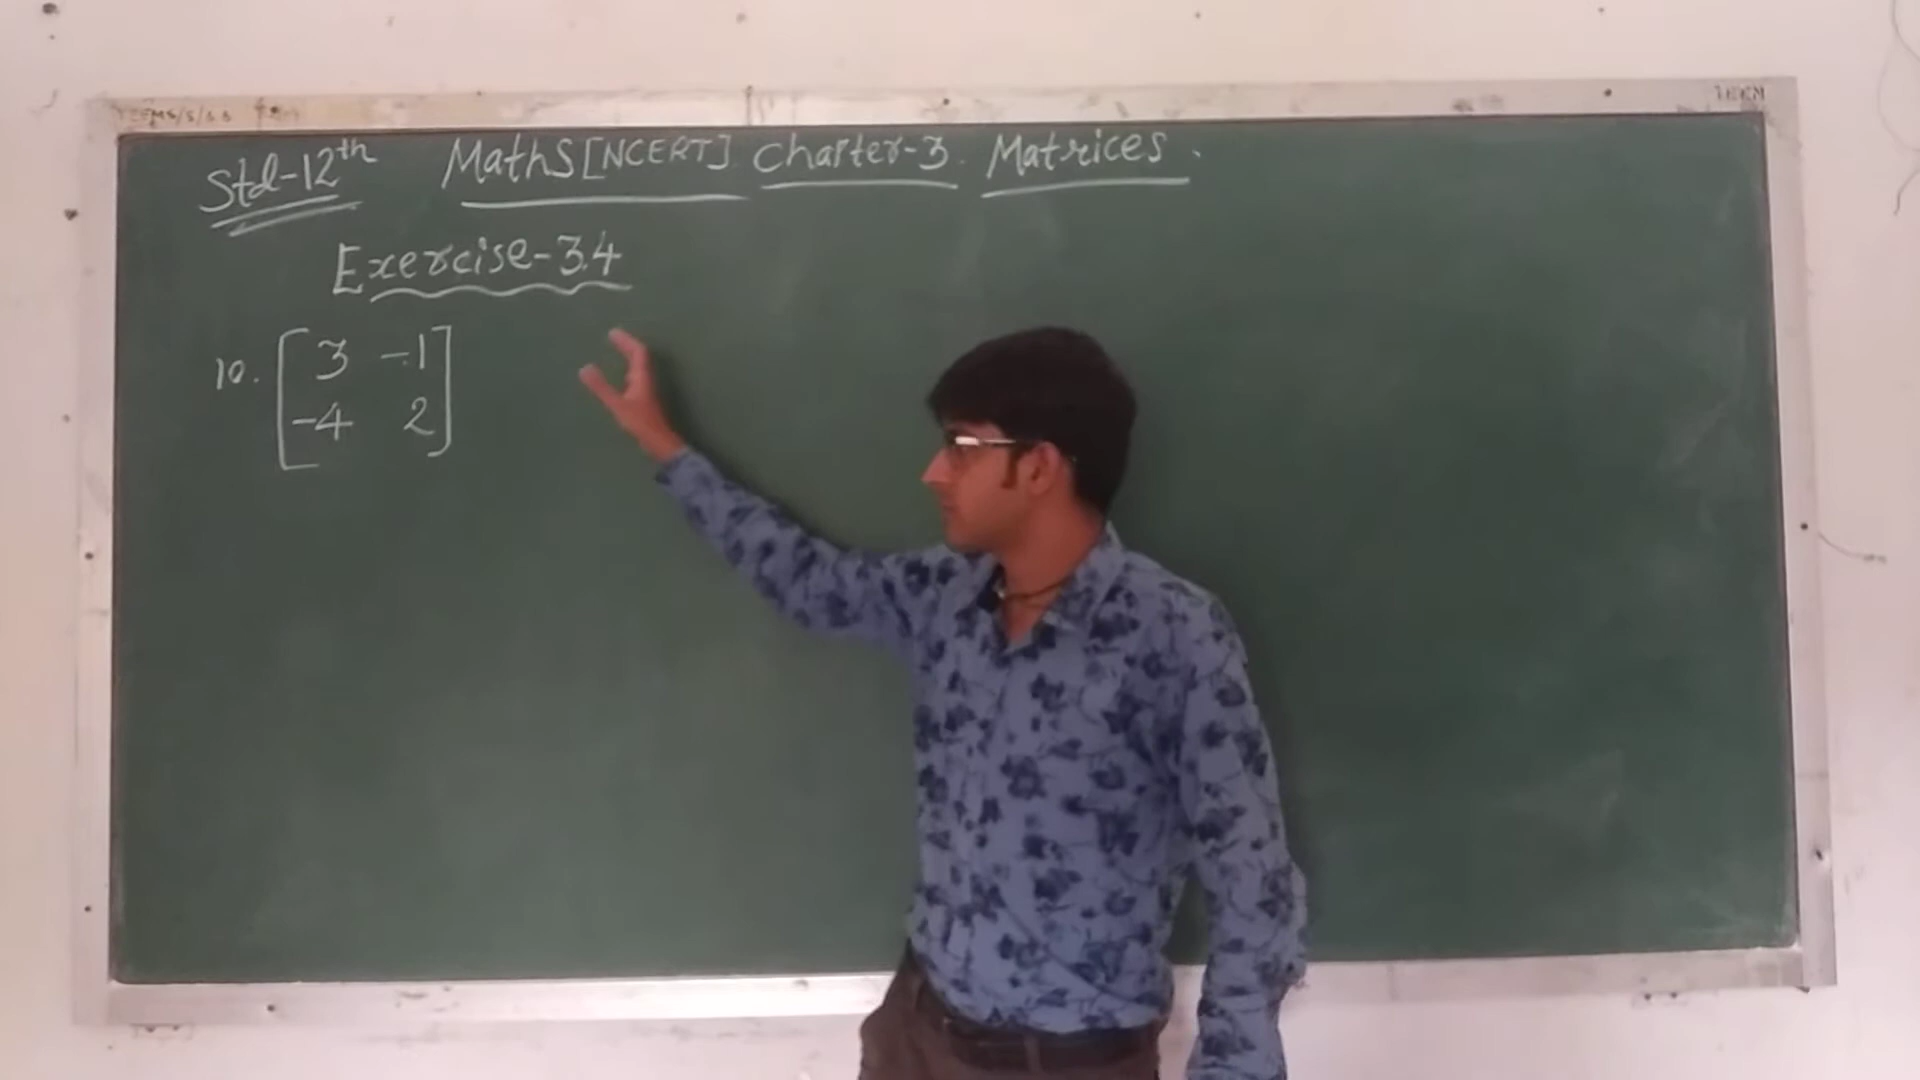 Std-12th Maths[NCERT] Chapter-3. Matrices.
Exercise-3.4
10. [ 3 -1
-4 2 ]